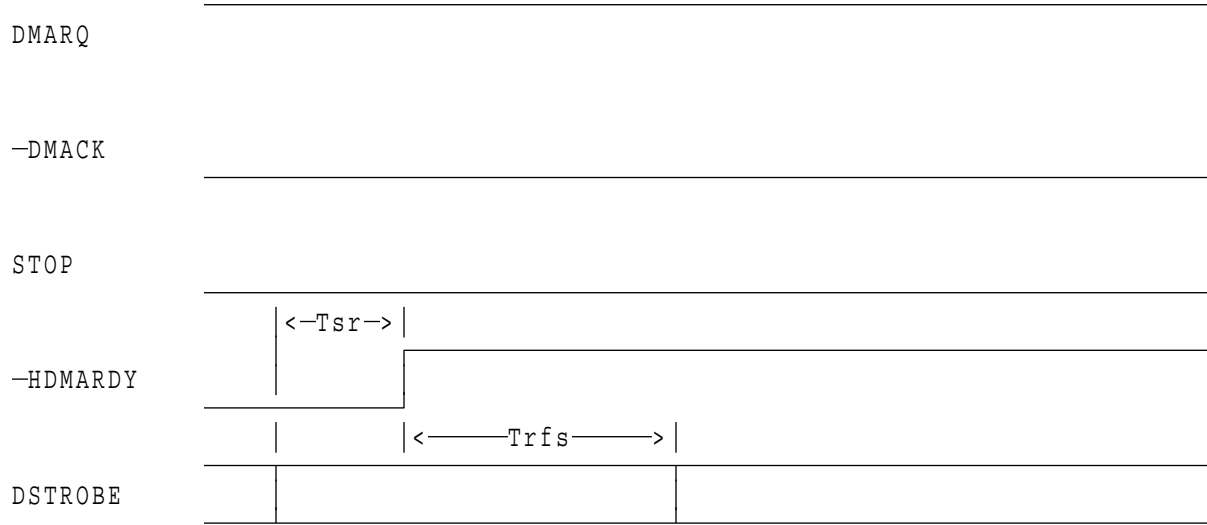 DMARQ
—DMACK
STOP
<—Tsr—>
—HDMARDY
<———Trfs———>
DSTROBE